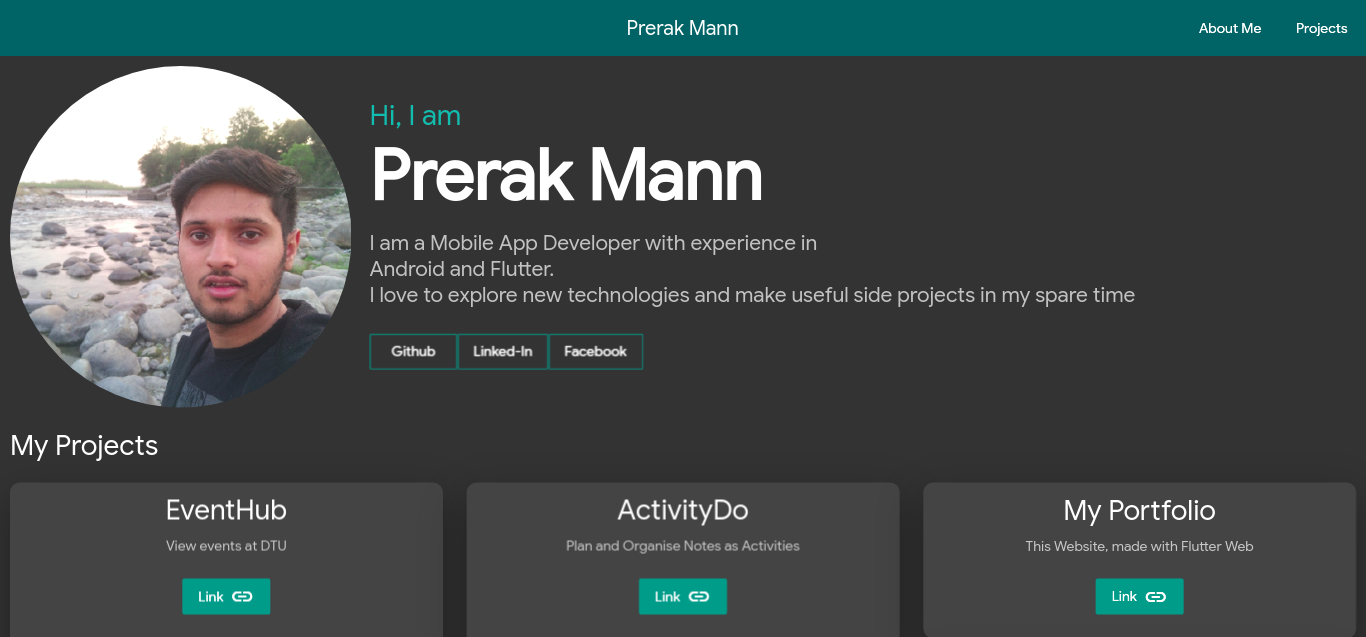 Prerak Mann
About Me
Projects
Hi, I am
Prerak Mann
I am a Mobile App Developer with experience in
Android and Flutter.
I love to explore new technologies and make useful side projects in my spare time
Github
Linked-In
Facebook
My Projects
EventHub
View events at DTU
Link
ActivityDo
Plan and Organise Notes as Activities
Link
My Portfolio
This Website, made with Flutter Web
Link